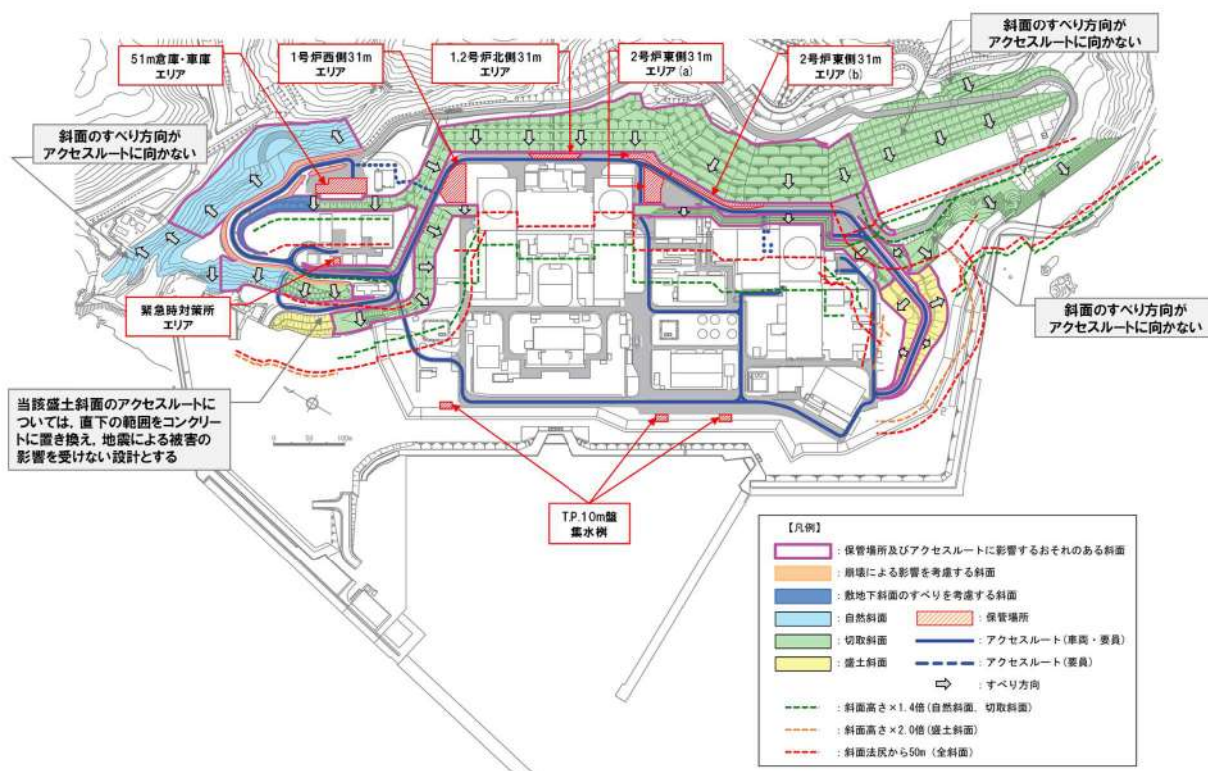 斜面のすべり方向が
アクセスルートに向かない
51m倉庫・車庫
エリア
1号炉西側31m
エリア
1,2号炉北側31m
エリア
2号炉東側31m
エリア(a)
2号炉東側31m
エリア(b)
斜面のすべり方向が
アクセスルートに向かない
緊急時対策所
エリア
斜面のすべり方向が
アクセスルートに向かない
当該盛土斜面のアクセスルートに
ついては,直下の範囲をコンクリー
トに置き換え,地震による被害の
影響を受けない設計とする
0 50 100m
T.P.10m盤
集水桝
【凡例】
:保管場所及びアクセスルートに影響するおそれのある斜面
:崩壊による影響を考慮する斜面
:敷地下斜面のすべりを考慮する斜面
:自然斜面
:保管場所
:切取斜面
:アクセスルート(車両・要員)
:盛土斜面
:アクセスルート(要員)
:すべり方向
:斜面高さ×1.4倍(自然斜面,切取斜面)
:斜面高さ×2.0倍(盛土斜面)
:斜面法尻から50m(全斜面)